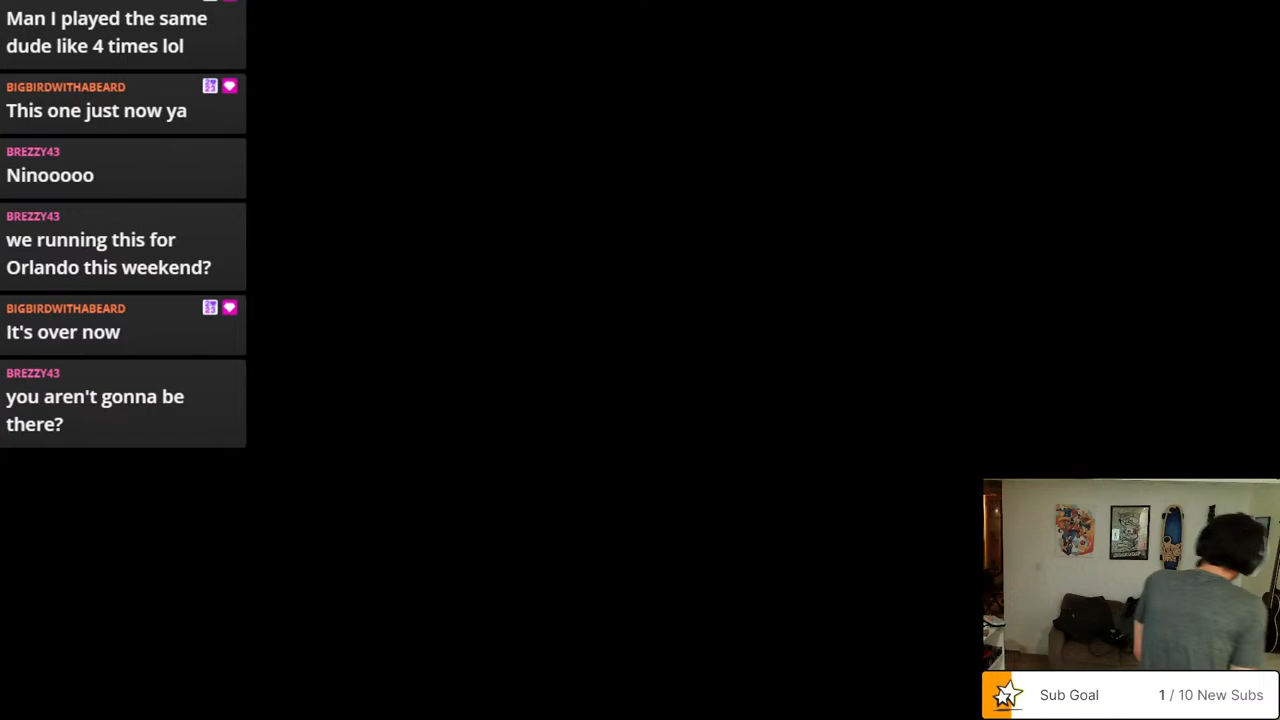 Man I played the same
dude like 4 times lol
BIGBIRDWITHABEARD
This one just now ya
BREZZY43
Ninooooo
BREZZY43
we running this for
Orlando this weekend?
BIGBIRDWITHABEARD
It's over now
BREZZY43
you aren't gonna be
there?
Sub Goal 1 / 10 New Subs